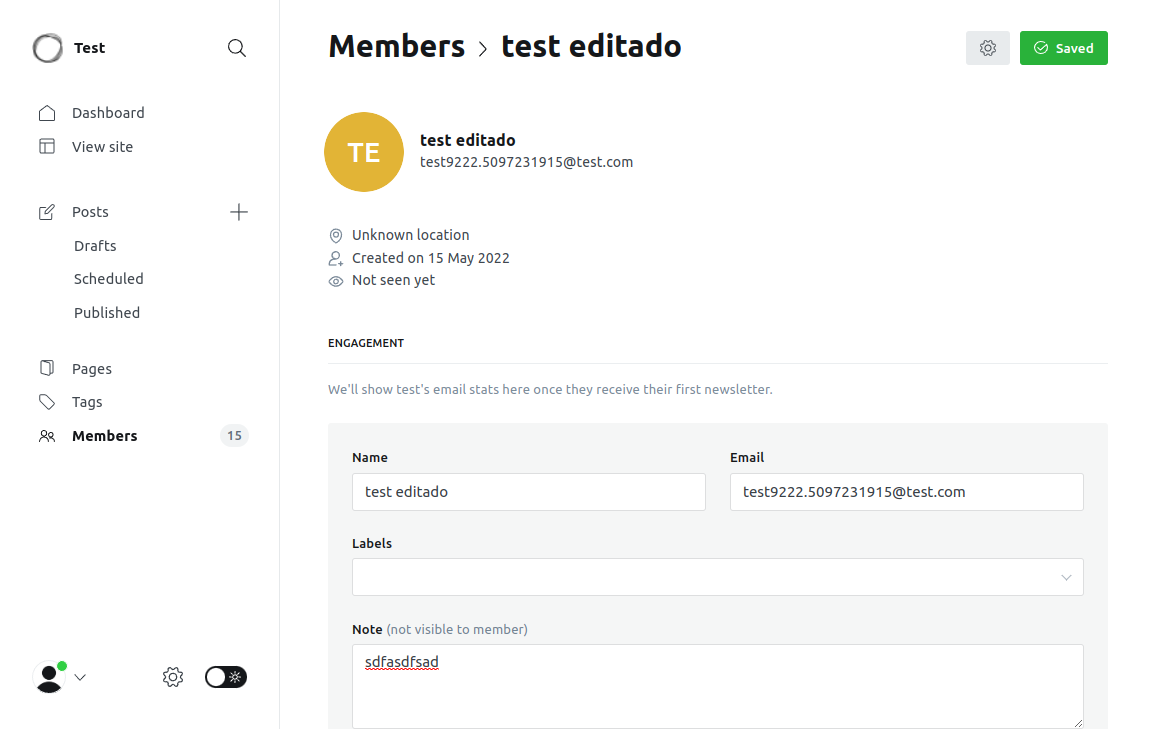 Test
Dashboard
View site
Posts
Drafts
Scheduled
Published
Pages
Tags
Members 15
Members > test editado
Saved
TE
test editado
test9222.5097231915@test.com
Unknown location
Created on 15 May 2022
Not seen yet
ENGAGEMENT
We'll show test's email stats here once they receive their first newsletter.
Name
test editado
Email
test9222.5097231915@test.com
Labels
Note (not visible to member)
sdfasdfsad